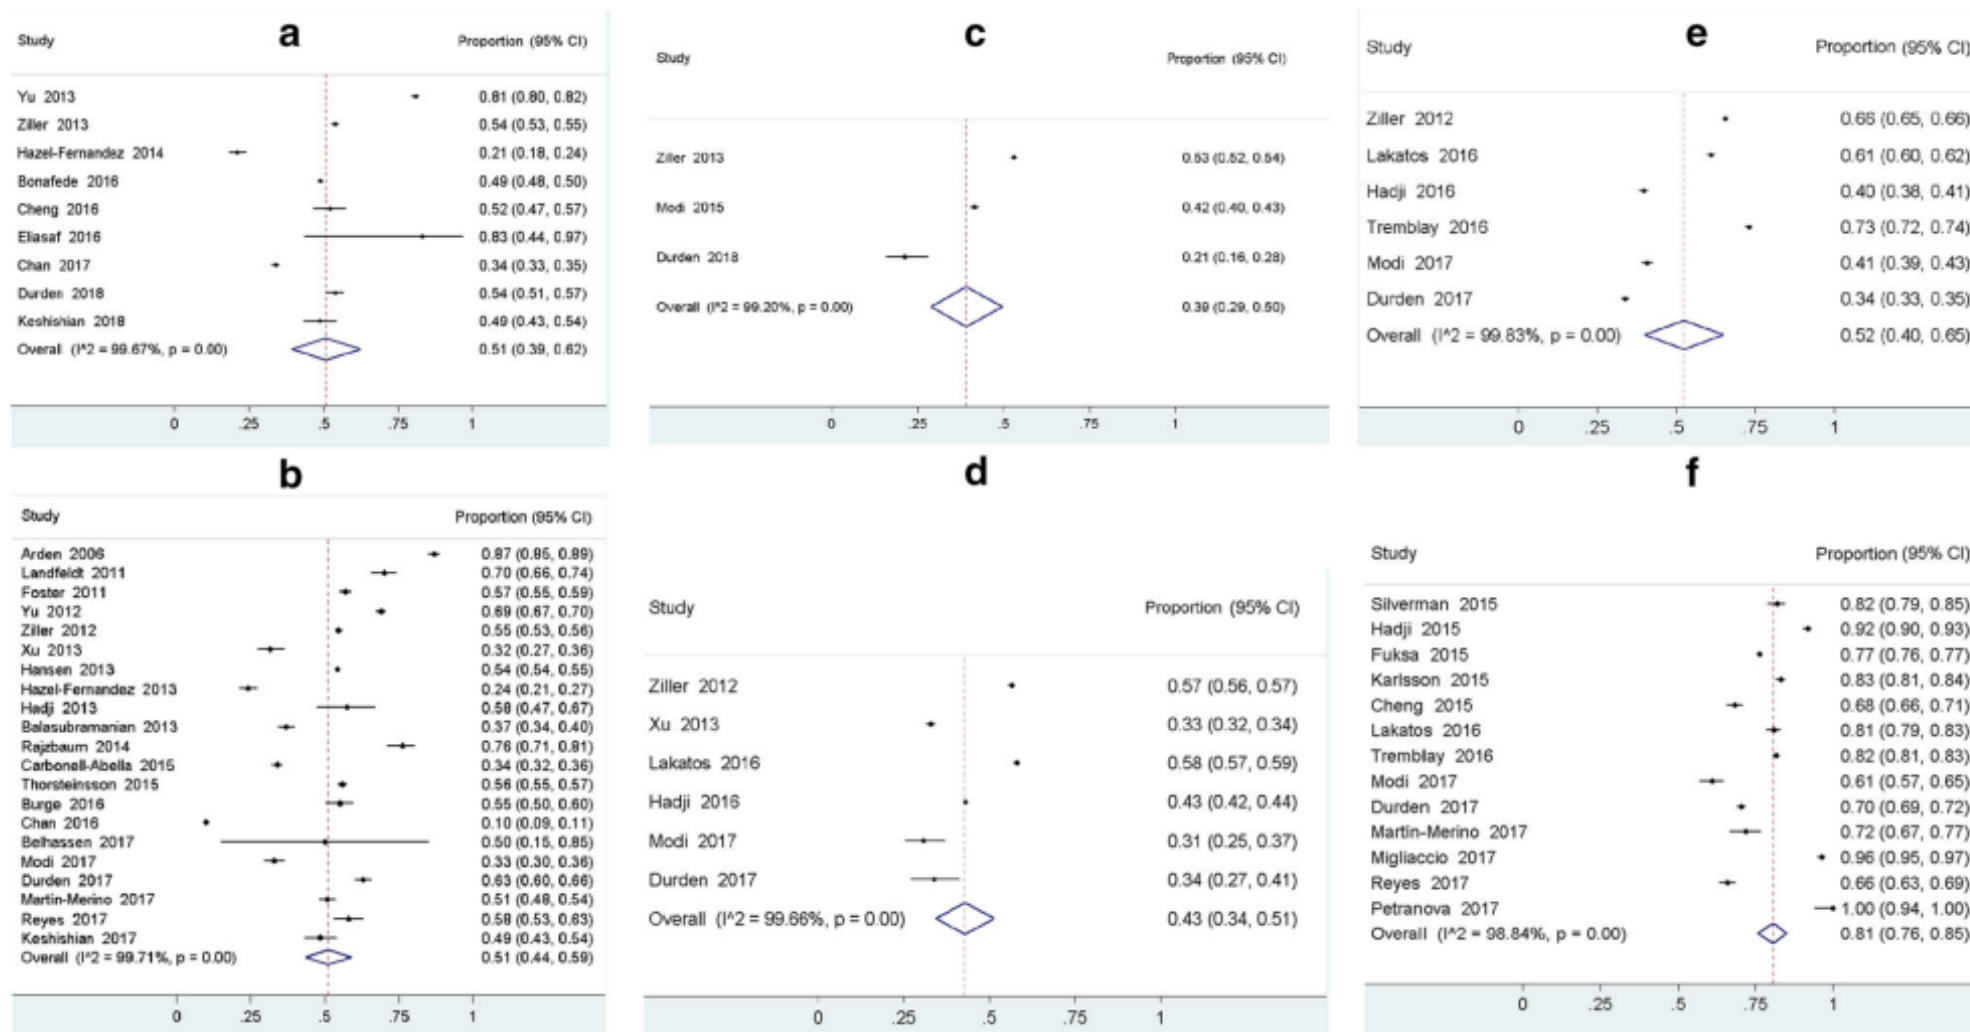 a
Study Proportion (95% CI)
Yu 2013 0.81 (0.80, 0.82)
Ziller 2013 0.54 (0.53, 0.55)
Hazel-Fernandez 2014 0.21 (0.18, 0.24)
Bonafede 2016 0.49 (0.48, 0.50)
Cheng 2016 0.52 (0.47, 0.57)
Eliasaf 2016 0.83 (0.44, 0.97)
Chan 2017 0.34 (0.33, 0.35)
Durden 2018 0.54 (0.51, 0.57)
Keshishian 2018 0.49 (0.43, 0.54)
Overall (I^2 = 99.67%, p = 0.00) 0.51 (0.39, 0.62)
0 .25 .5 .75 1
b
Study Proportion (95% CI)
Arden 2006 0.87 (0.85, 0.89)
Landfeldt 2011 0.70 (0.66, 0.74)
Foster 2011 0.57 (0.55, 0.59)
Yu 2012 0.69 (0.67, 0.70)
Ziller 2012 0.55 (0.53, 0.56)
Xu 2013 0.32 (0.27, 0.36)
Hansen 2013 0.54 (0.54, 0.55)
Hazel-Fernandez 2013 0.24 (0.21, 0.27)
Hadji 2013 0.58 (0.47, 0.67)
Balasubramanian 2013 0.37 (0.34, 0.40)
Rajzbaum 2014 0.76 (0.71, 0.81)
Carbonell-Abella 2015 0.34 (0.32, 0.36)
Thorsteinsson 2015 0.56 (0.55, 0.57)
Burge 2016 0.55 (0.50, 0.60)
Chan 2016 0.10 (0.09, 0.11)
Belhassen 2017 0.50 (0.15, 0.85)
Modi 2017 0.33 (0.30, 0.36)
Durden 2017 0.63 (0.60, 0.66)
Martin-Merino 2017 0.51 (0.48, 0.54)
Reyes 2017 0.58 (0.53, 0.63)
Keshishian 2017 0.49 (0.43, 0.54)
Overall (I^2 = 99.71%, p = 0.00) 0.51 (0.44, 0.59)
0 .25 .5 .75 1
c
Study Proportion (95% CI)
Ziller 2013 0.53 (0.52, 0.54)
Modi 2015 0.42 (0.40, 0.43)
Durden 2018 0.21 (0.16, 0.28)
Overall (I^2 = 99.20%, p = 0.00) 0.39 (0.29, 0.50)
0 .25 .5 .75 1
d
Study Proportion (95% CI)
Ziller 2012 0.57 (0.56, 0.57)
Xu 2013 0.33 (0.32, 0.34)
Lakatos 2016 0.58 (0.57, 0.59)
Hadji 2016 0.43 (0.42, 0.44)
Modi 2017 0.31 (0.25, 0.37)
Durden 2017 0.34 (0.27, 0.41)
Overall (I^2 = 99.66%, p = 0.00) 0.43 (0.34, 0.51)
0 .25 .5 .75 1
e
Study Proportion (95% CI)
Ziller 2012 0.66 (0.65, 0.66)
Lakatos 2016 0.61 (0.60, 0.62)
Hadji 2016 0.40 (0.38, 0.41)
Tremblay 2016 0.73 (0.72, 0.74)
Modi 2017 0.41 (0.39, 0.43)
Durden 2017 0.34 (0.33, 0.35)
Overall (I^2 = 99.83%, p = 0.00) 0.52 (0.40, 0.65)
0 .25 .5 .75 1
f
Study Proportion (95% CI)
Silverman 2015 0.82 (0.79, 0.85)
Hadji 2015 0.92 (0.90, 0.93)
Fuksa 2015 0.77 (0.76, 0.77)
Karlsson 2015 0.83 (0.81, 0.84)
Cheng 2015 0.68 (0.66, 0.71)
Lakatos 2016 0.81 (0.79, 0.83)
Tremblay 2016 0.82 (0.81, 0.83)
Modi 2017 0.61 (0.57, 0.65)
Durden 2017 0.70 (0.69, 0.72)
Martin-Merino 2017 0.72 (0.67, 0.77)
Migliaccio 2017 0.96 (0.95, 0.97)
Reyes 2017 0.66 (0.63, 0.69)
Petranova 2017 1.00 (0.94, 1.00)
Overall (I^2 = 98.84%, p = 0.00) 0.81 (0.76, 0.85)
0 .25 .5 .75 1